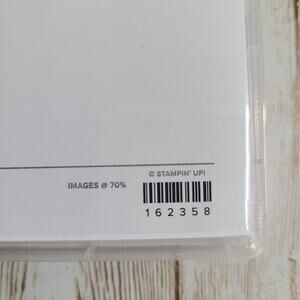 © STAMPIN' UP!
IMAGES @ 70%
162358